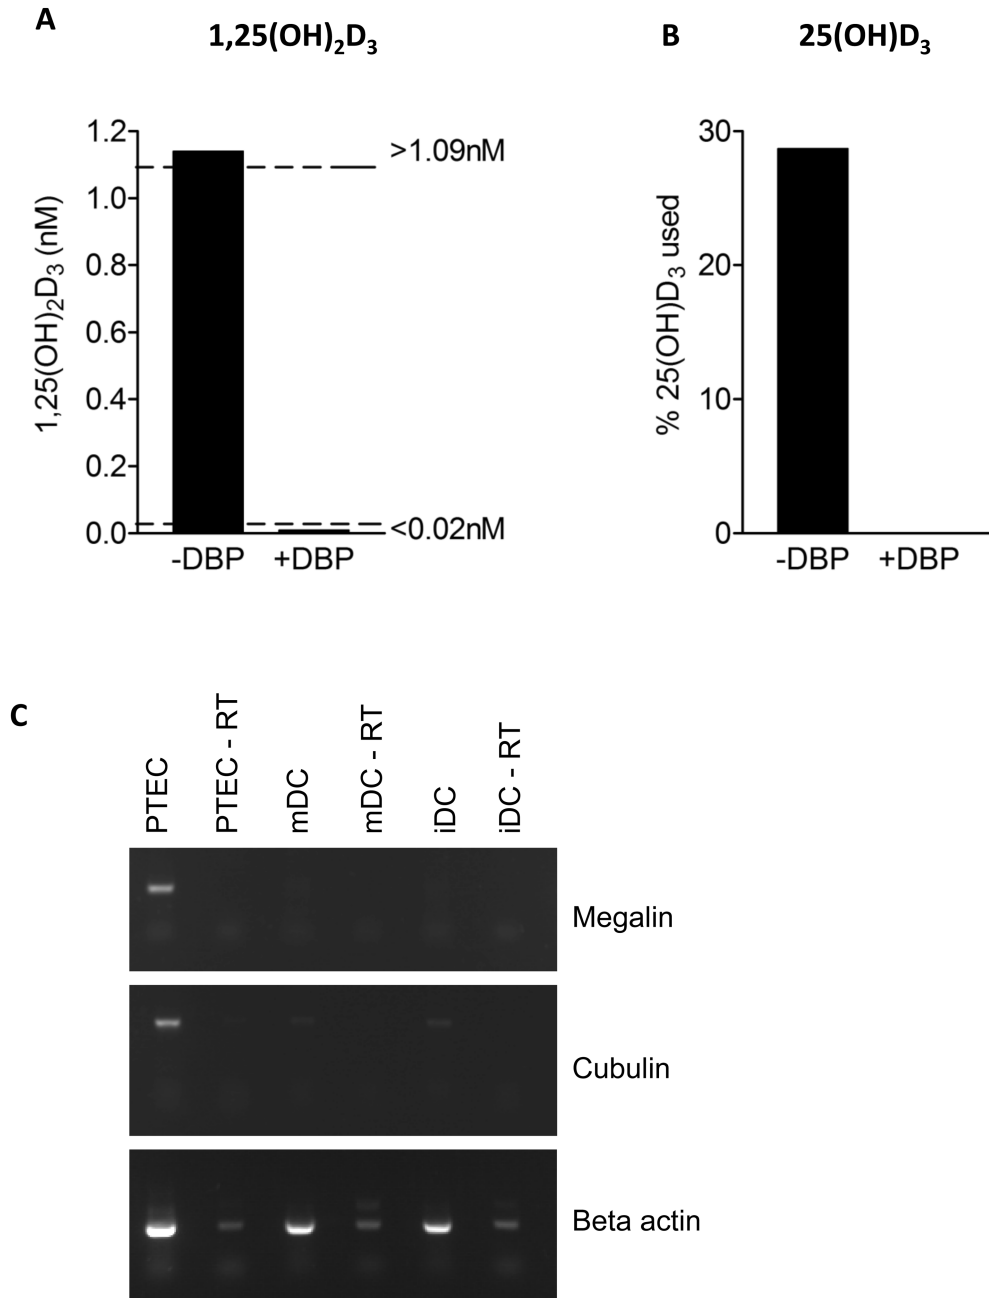 A
1,25(OH)₂D₃
B
25(OH)D₃
1,25(OH)₂D₃ (nM)
1.2
1.0
0.8
0.6
0.4
0.2
0.0
>1.09nM
<0.02nM
-DBP +DBP
% 25(OH)D₃ used
30
20
10
0
-DBP +DBP
C
PTEC
PTEC - RT
mDC
mDC - RT
iDC
iDC - RT
Megalin
Cubulin
Beta actin